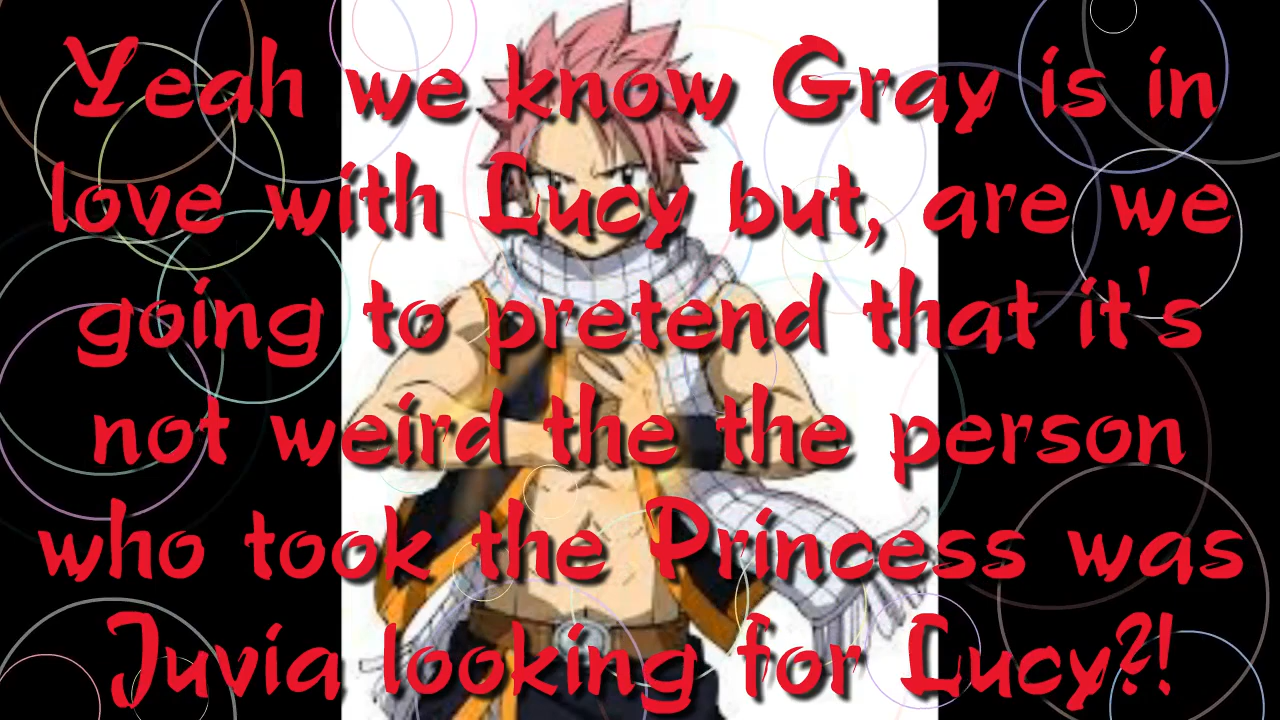 Yeah we know Gray is in
love with Lucy but, are we
going to pretend that it's
not weird the the person
who took the Princess was
Juvia looking for Lucy?!